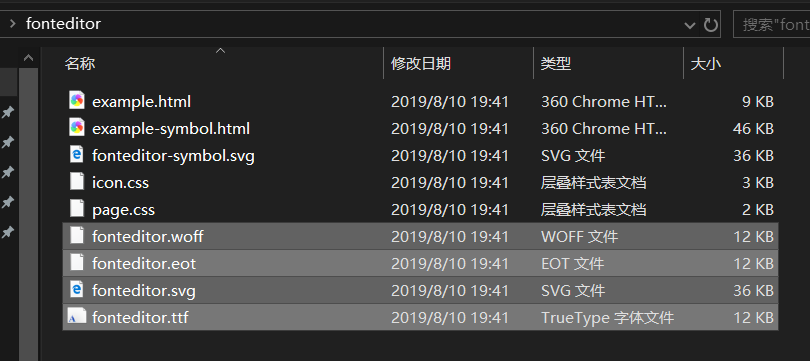 fonteditor
搜索"font
名称 修改日期 类型 大小
example.html 2019/8/10 19:41 360 Chrome HT... 9 KB
example-symbol.html 2019/8/10 19:41 360 Chrome HT... 46 KB
fonteditor-symbol.svg 2019/8/10 19:41 SVG 文件 36 KB
icon.css 2019/8/10 19:41 层叠样式表文档 3 KB
page.css 2019/8/10 19:41 层叠样式表文档 2 KB
fonteditor.woff 2019/8/10 19:41 WOFF 文件 12 KB
fonteditor.eot 2019/8/10 19:41 EOT 文件 12 KB
fonteditor.svg 2019/8/10 19:41 SVG 文件 36 KB
fonteditor.ttf 2019/8/10 19:41 TrueType 字体文件 12 KB